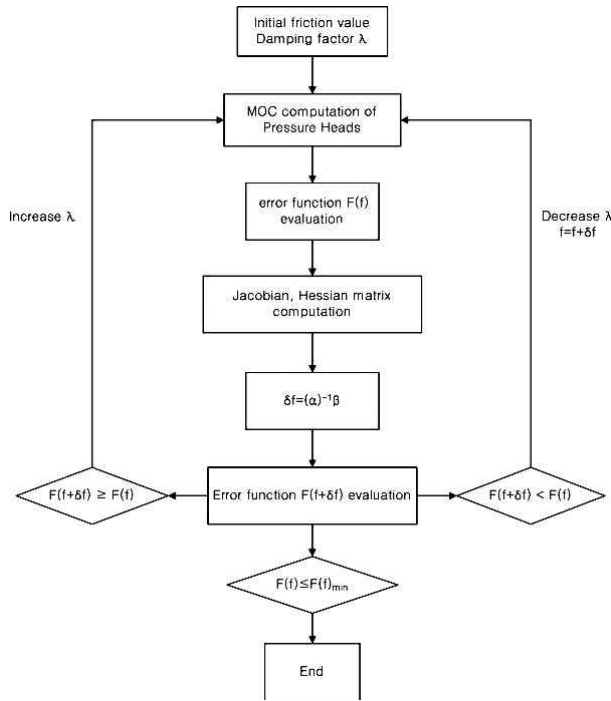 Initial friction value
Damping factor λ
MOC computation of
Pressure Heads
Increase λ
error function F(f)
evaluation
Decrease λ
f=f+δf
Jacobian, Hessian matrix
computation
δf=(α)⁻¹β
F(f+δf) ≥ F(f)
Error function F(f+δf) evaluation
F(f+δf) < F(f)
F(f)≤F(f)min
End